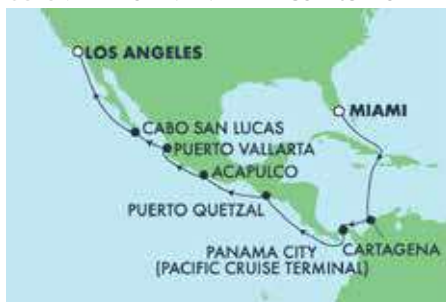 LOS ANGELES
MIAMI
CABO SAN LUCAS
PUERTO VALLARTA
ACAPULCO
PUERTO QUETZAL
PANAMA CITY
(PACIFIC CRUISE TERMINAL)
CARTAGENA